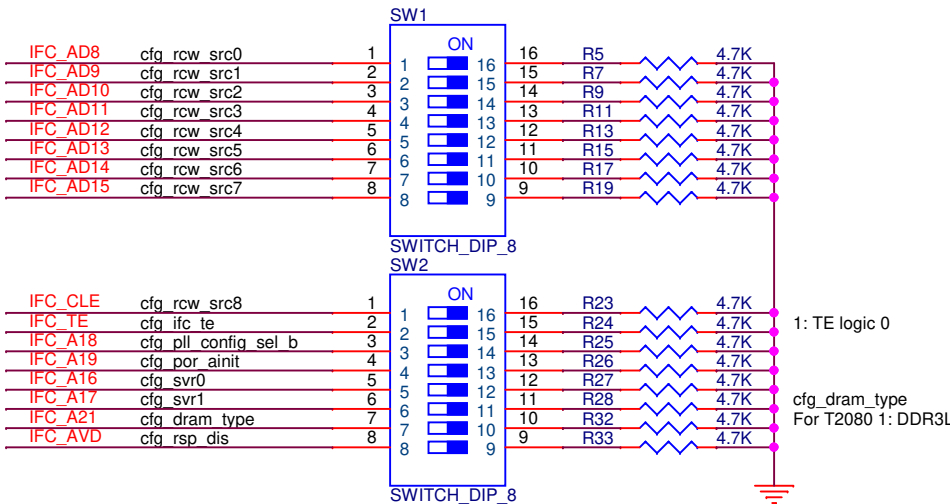 SW1
ON
IFC_AD8 cfg_rcw_src0 1 1 16 16 R5 4.7K
IFC_AD9 cfg_rcw_src1 2 2 15 15 R7 4.7K
IFC_AD10 cfg_rcw_src2 3 3 14 14 R9 4.7K
IFC_AD11 cfg_rcw_src3 4 4 13 13 R11 4.7K
IFC_AD12 cfg_rcw_src4 5 5 12 12 R13 4.7K
IFC_AD13 cfg_rcw_src5 6 6 11 11 R15 4.7K
IFC_AD14 cfg_rcw_src6 7 7 10 10 R17 4.7K
IFC_AD15 cfg_rcw_src7 8 8 9 9 R19 4.7K
SWITCH_DIP_8
SW2
ON
IFC_CLE cfg_rcw_src8 1 1 16 16 R23 4.7K
IFC_TE cfg_ifc_te 2 2 15 15 R24 4.7K 1: TE logic 0
IFC_A18 cfg_pll_config_sel_b 3 3 14 14 R25 4.7K
IFC_A19 cfg_por_ainit 4 4 13 13 R26 4.7K
IFC_A16 cfg_svr0 5 5 12 12 R27 4.7K
IFC_A17 cfg_svr1 6 6 11 11 R28 4.7K cfg_dram_type
IFC_A21 cfg_dram_type 7 7 10 10 R32 4.7K For T2080 1: DDR3L
IFC_AVD cfg_rsp_dis 8 8 9 9 R33 4.7K
SWITCH_DIP_8